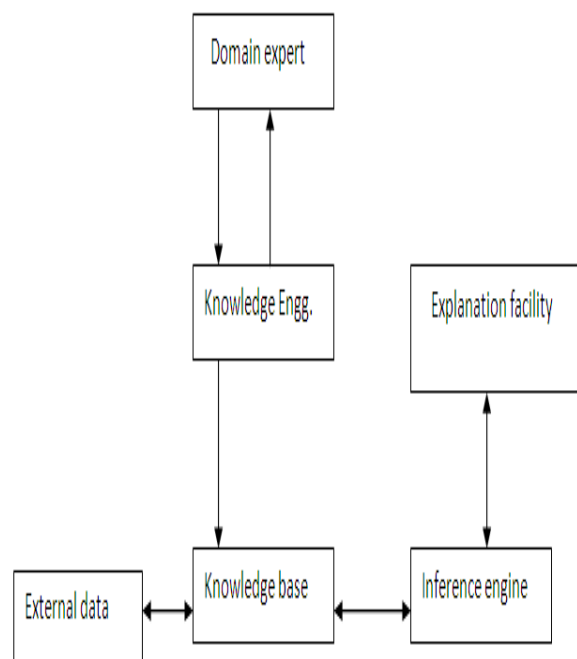 Domain expert
Knowledge Engg.
Explanation facility
Knowledge base
Inference engine
External data